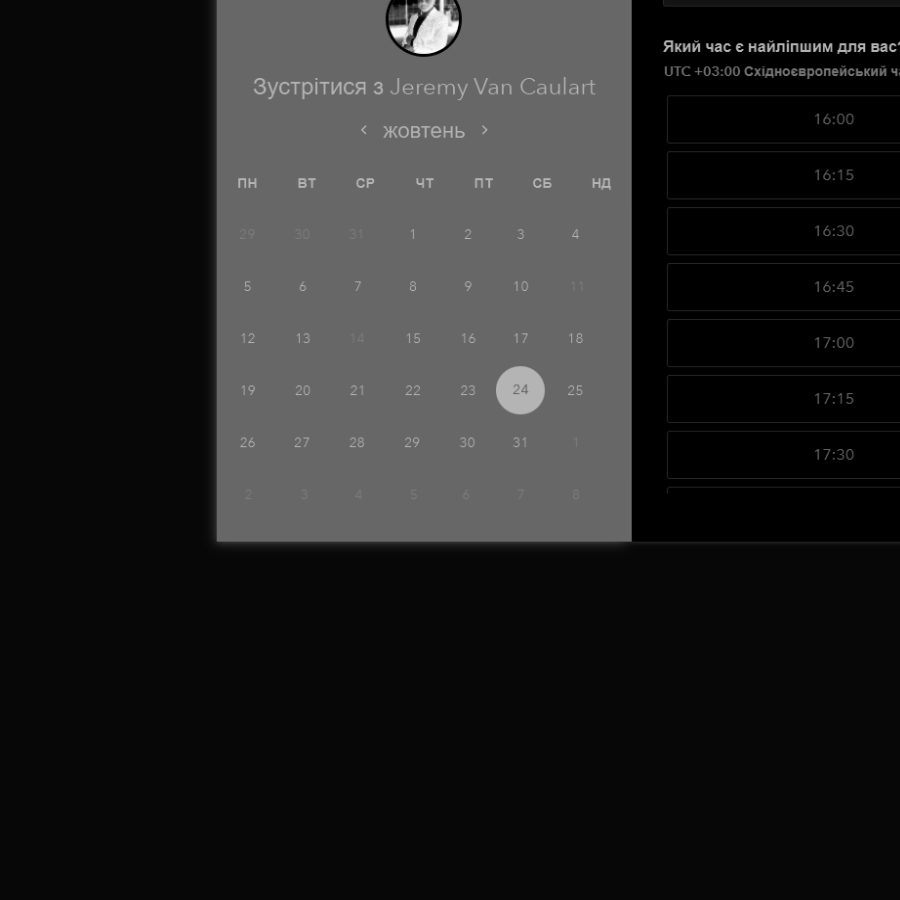 Зустрітися з Jeremy Van Caulart
жовтень
ПН ВТ СР ЧТ ПТ СБ НД
29 30 31 1 2 3 4
5 6 7 8 9 10 11
12 13 14 15 16 17 18
19 20 21 22 23 24 25
26 27 28 29 30 31 1
2 3 4 5 6 7 8
Який час є найліпшим для вас?
UTC +03:00 Східноєвропейський
16:00
16:15
16:30
16:45
17:00
17:15
17:30